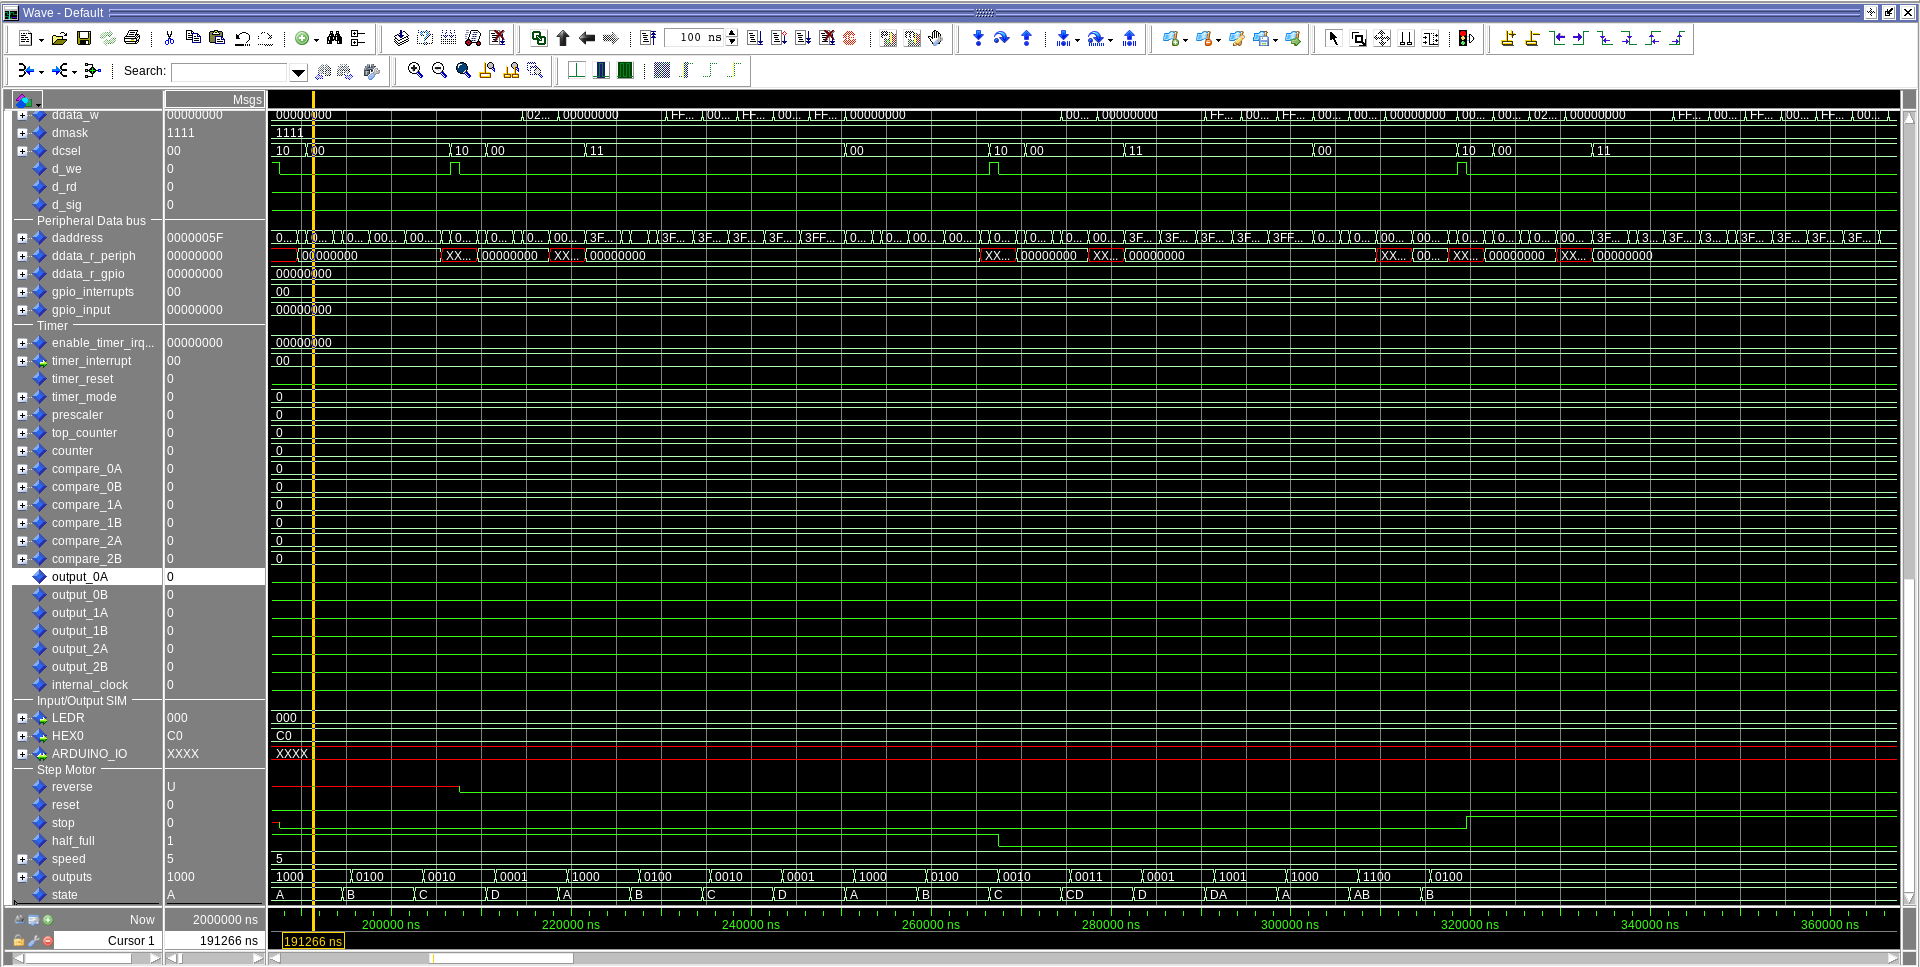 Wave - Default
100 ns
Search:
Msgs
ddata_w 00000000 00000000 02... 00000000 FF... 00... FF... 00... FF... 00000000 00... 00000000 FF... 00... FF... 00... 00... 00000000 00... 00... 02... 00000000 FF... 00... FF... 00... FF... 00...
dmask 1111 1111
dcsel 00 10 00 10 00 11 00 10 00 11 00 10 00 11
d_we 0
d_rd 0
d_sig 0
Peripheral Data bus
daddress 0000005F 0... 0... 0... 00... 00... 0... 0... 0... 00... 3F... 3F... 3F... 3F... 3F... 3FF... 0... 0... 00... 00... 0... 0... 0... 00... 3F... 3F... 3F... 3F... 3FF... 0... 0... 00... 00... 0... 0... 0... 00... 3F... 3... 3F... 3... 3F... 3F... 3F... 3F...
ddata_r_periph 00000000 00000000 XX... 00000000 XX... 00000000 XX... 00000000 XX... 00000000 XX... 00... XX... 00000000 XX... 00000000
ddata_r_gpio 00000000 00000000
gpio_interrupts 00 00
gpio_input 00000000 00000000
Timer
enable_timer_irq... 00000000 00000000
timer_interrupt 00 00
timer_reset 0
timer_mode 0 0
prescaler 0 0
top_counter 0 0
counter 0 0
compare_0A 0 0
compare_0B 0 0
compare_1A 0 0
compare_1B 0 0
compare_2A 0 0
compare_2B 0 0
output_0A 0
output_0B 0
output_1A 0
output_1B 0
output_2A 0
output_2B 0
internal_clock 0
Input/Output SIM
LEDR 000 000
HEX0 C0 C0
ARDUINO_IO XXXX XXXX
Step Motor
reverse U
reset 0
stop 0
half_full 1
speed 5 5
outputs 1000 1000 0100 0010 0001 1000 0100 0010 0001 1000 0100 0010 0011 0001 1001 1000 1100 0100
state A A B C D A B C D A B C CD D DA A AB B
Now 2000000 ns 200000 ns 220000 ns 240000 ns 260000 ns 280000 ns 300000 ns 320000 ns 340000 ns 360000 ns
Cursor 1 191266 ns 191266 ns